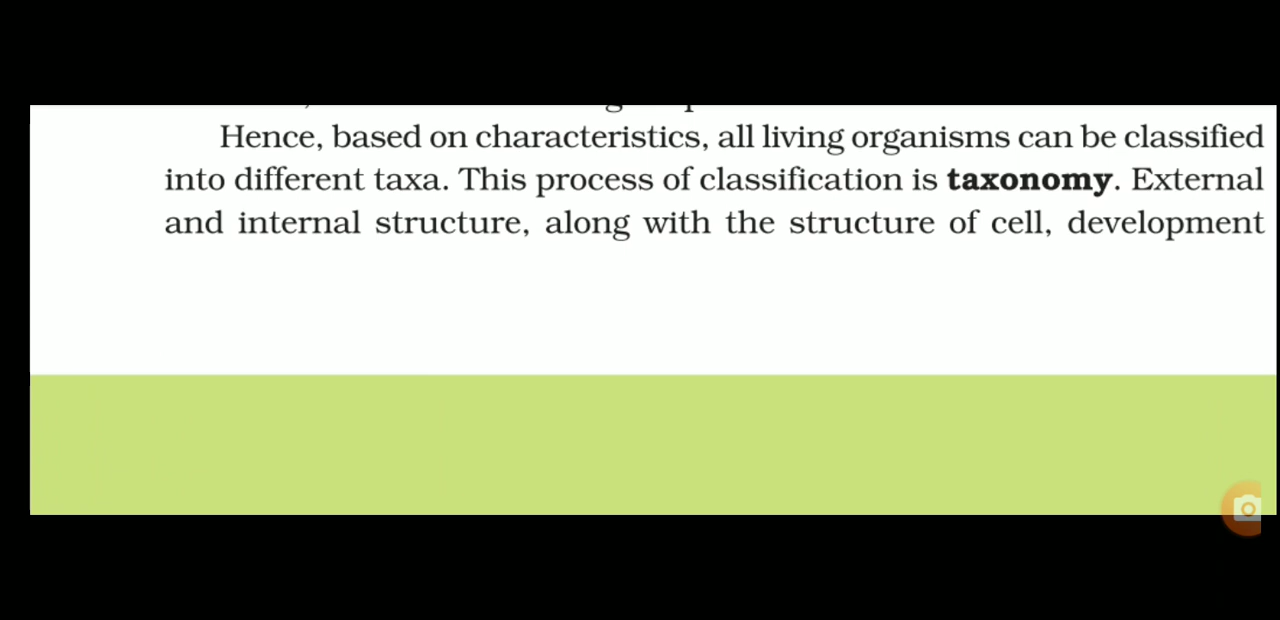 Hence, based on characteristics, all living organisms can be classified
into different taxa. This process of classification is taxonomy. External
and internal structure, along with the structure of cell, development